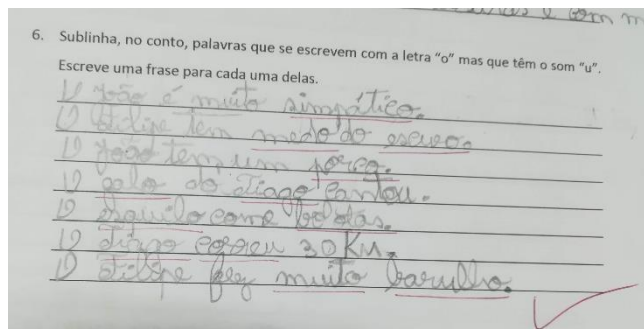 6. Sublinha, no conto, palavras que se escrevem com a letra “o” mas que têm o som “u”.
Escreve uma frase para cada uma delas.
O João é muito simpático.
O Filipe tem medo do escuro.
O João tem um porco.
O galo do Tiago cantou.
O esquilo come bolotas.
O Tiago correu 30 Km.
O Filipe fez muito barulho.